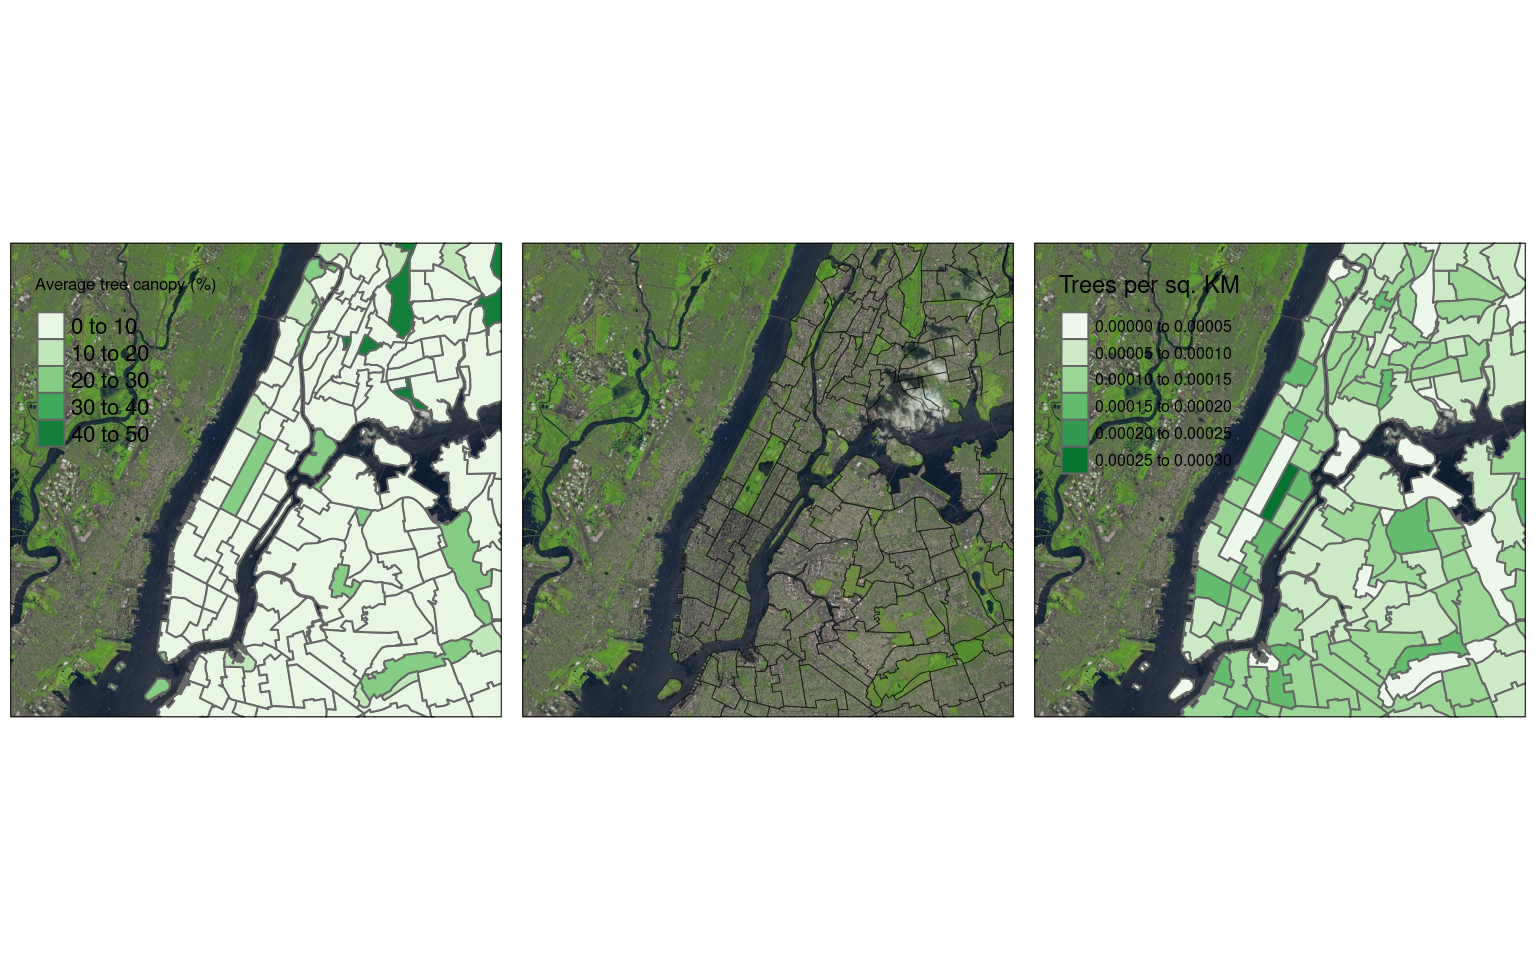 Average tree canopy (%)
0 to 10
10 to 20
20 to 30
30 to 40
40 to 50
Trees per sq. KM
0.00000 to 0.00005
0.00005 to 0.00010
0.00010 to 0.00015
0.00015 to 0.00020
0.00020 to 0.00025
0.00025 to 0.00030